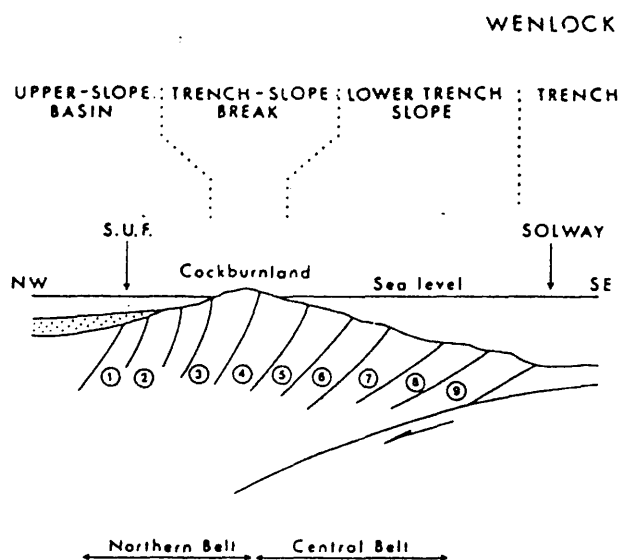 WENLOCK
UPPER-SLOPE BASIN
TRENCH-SLOPE BREAK
LOWER TRENCH SLOPE
TRENCH
S.U.F.
SOLWAY
NW
Cockburnland
Sea level
SE
1 2 3 4 5 6 7 8 9
Northern Belt
Central Belt